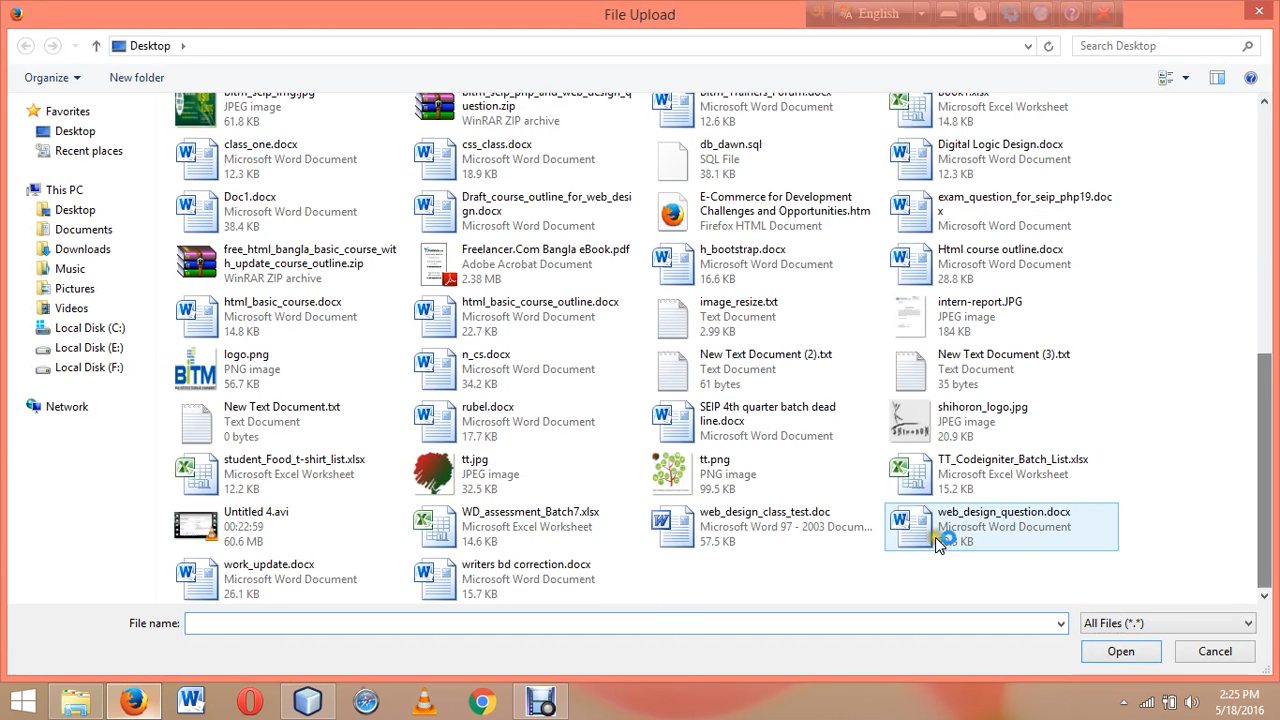 File Upload
English
Desktop
Search Desktop
Organize
New folder
Favorites
Desktop
Recent places
This PC
Desktop
Documents
Downloads
Music
Pictures
Videos
Local Disk (C:)
Local Disk (E:)
Local Disk (F:)
Network
bitm_seip_img.jpg
JPEG image
61.8 KB
bitm_seip_php_and_web_design_q
uestion.zip
WinRAR ZIP archive
bitm_Trainers_Forum.docx
Microsoft Word Document
12.6 KB
Book1.xlsx
Microsoft Excel Worksheet
14.8 KB
class_one.docx
Microsoft Word Document
12.3 KB
css_class.docx
Microsoft Word Document
18.9 KB
db_dawn.sql
SQL File
38.1 KB
Digital Logic Design.docx
Microsoft Word Document
12.3 KB
Doc1.docx
Microsoft Word Document
38.4 KB
Draft_course_outline_for_web_desi
gn.docx
Microsoft Word Document
E-Commerce for Development
Challenges and Opportunities.htm
Firefox HTML Document
exam_question_for_seip_php19.doc
x
Microsoft Word Document
free_html_bangla_basic_course_wit
h_update_course_outline.zip
WinRAR ZIP archive
Freelancer.Com Bangla eBook.pdf
Adobe Acrobat Document
2.38 MB
h_bootstrap.docx
Microsoft Word Document
16.6 KB
Html course outline.docx
Microsoft Word Document
28.8 KB
html_basic_course.docx
Microsoft Word Document
14.8 KB
html_basic_course_outline.docx
Microsoft Word Document
22.7 KB
image_resize.txt
Text Document
2.99 KB
intern-report.JPG
JPEG image
184 KB
logo.png
PNG image
56.7 KB
n_cs.docx
Microsoft Word Document
34.2 KB
New Text Document (2).txt
Text Document
61 bytes
New Text Document (3).txt
Text Document
35 bytes
New Text Document.txt
Text Document
0 bytes
rubel.docx
Microsoft Word Document
17.7 KB
SEIP 4th quarter batch dead
line.docx
Microsoft Word Document
shihoron_logo.jpg
JPEG image
20.9 KB
student_Food_t-shirt_list.xlsx
Microsoft Excel Worksheet
12.2 KB
tt.jpg
JPEG image
32.5 KB
tt.png
PNG image
99.5 KB
TT_Codeigniter_Batch_List.xlsx
Microsoft Excel Worksheet
15.2 KB
Untitled 4.avi
00:22:59
60.6 MB
WD_assessment_Batch7.xlsx
Microsoft Excel Worksheet
14.6 KB
web_design_class_test.doc
Microsoft Word 97 - 2003 Docum...
57.5 KB
web_design_question.docx
Microsoft Word Document
KB
work_update.docx
Microsoft Word Document
26.1 KB
writers bd correction.docx
Microsoft Word Document
15.7 KB
File name:
All Files (*.*)
Open
Cancel
2:25 PM
5/18/2016